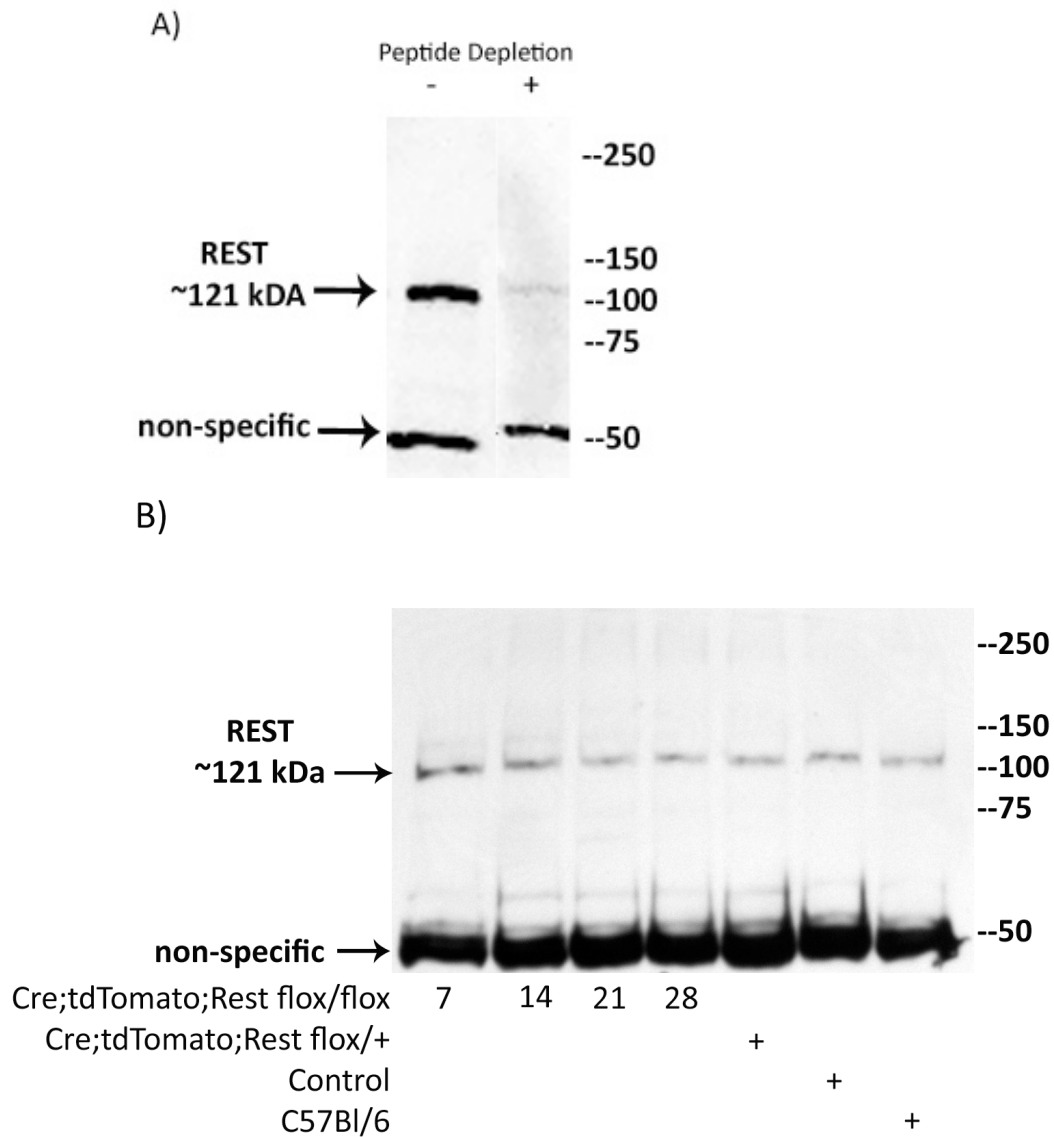 A)
Peptide Depletion
- +
--250
REST
~121 kDA
--150
--100
--75
non-specific
--50
B)
--250
REST
~121 kDa
--150
--100
--75
--50
non-specific
Cre;tdTomato;Rest flox/flox 7 14 21 28
Cre;tdTomato;Rest flox/+ +
Control +
C57Bl/6 +